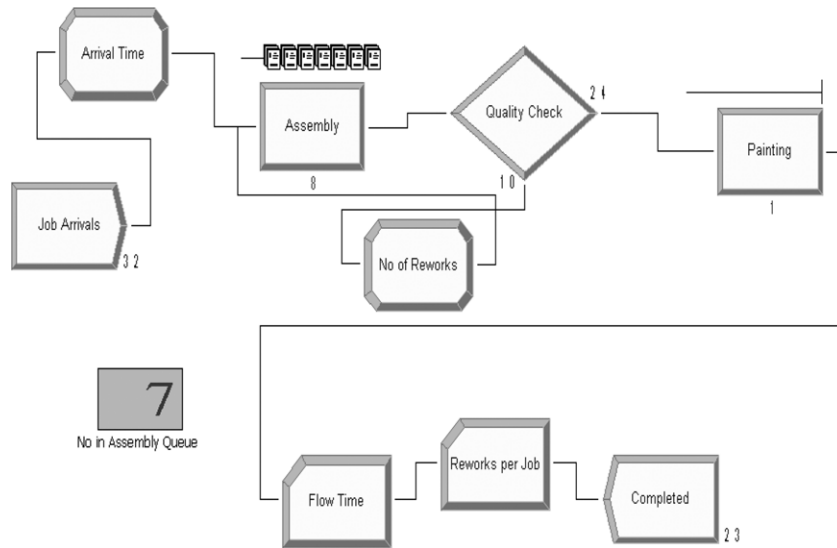 Arrival Time
Assembly
8
Quality Check
2 4
1 0
Painting
1
Job Arrivals
3 2
No of Reworks
7
No in Assembly Queue
Flow Time
Reworks per Job
Completed
2 3